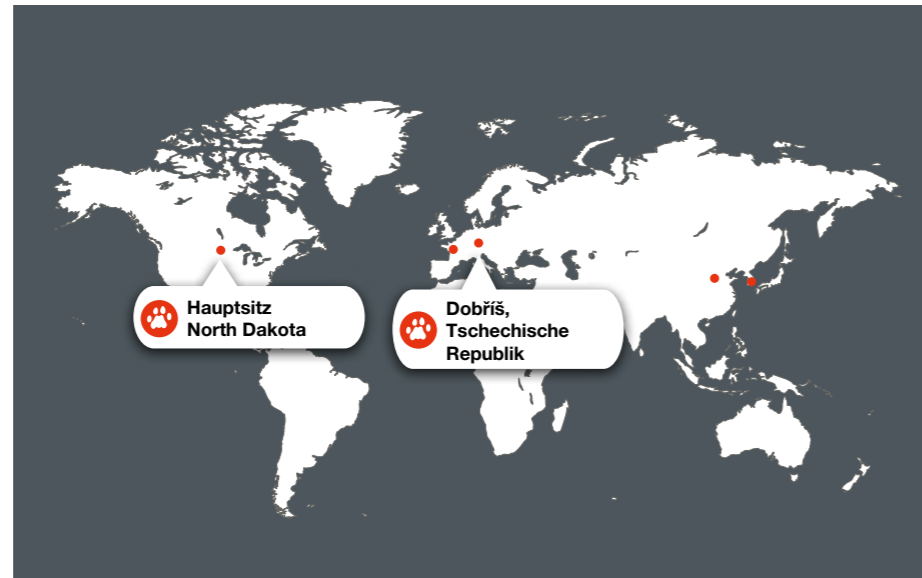 Hauptsitz
North Dakota
Dobříš,
Tschechische
Republik